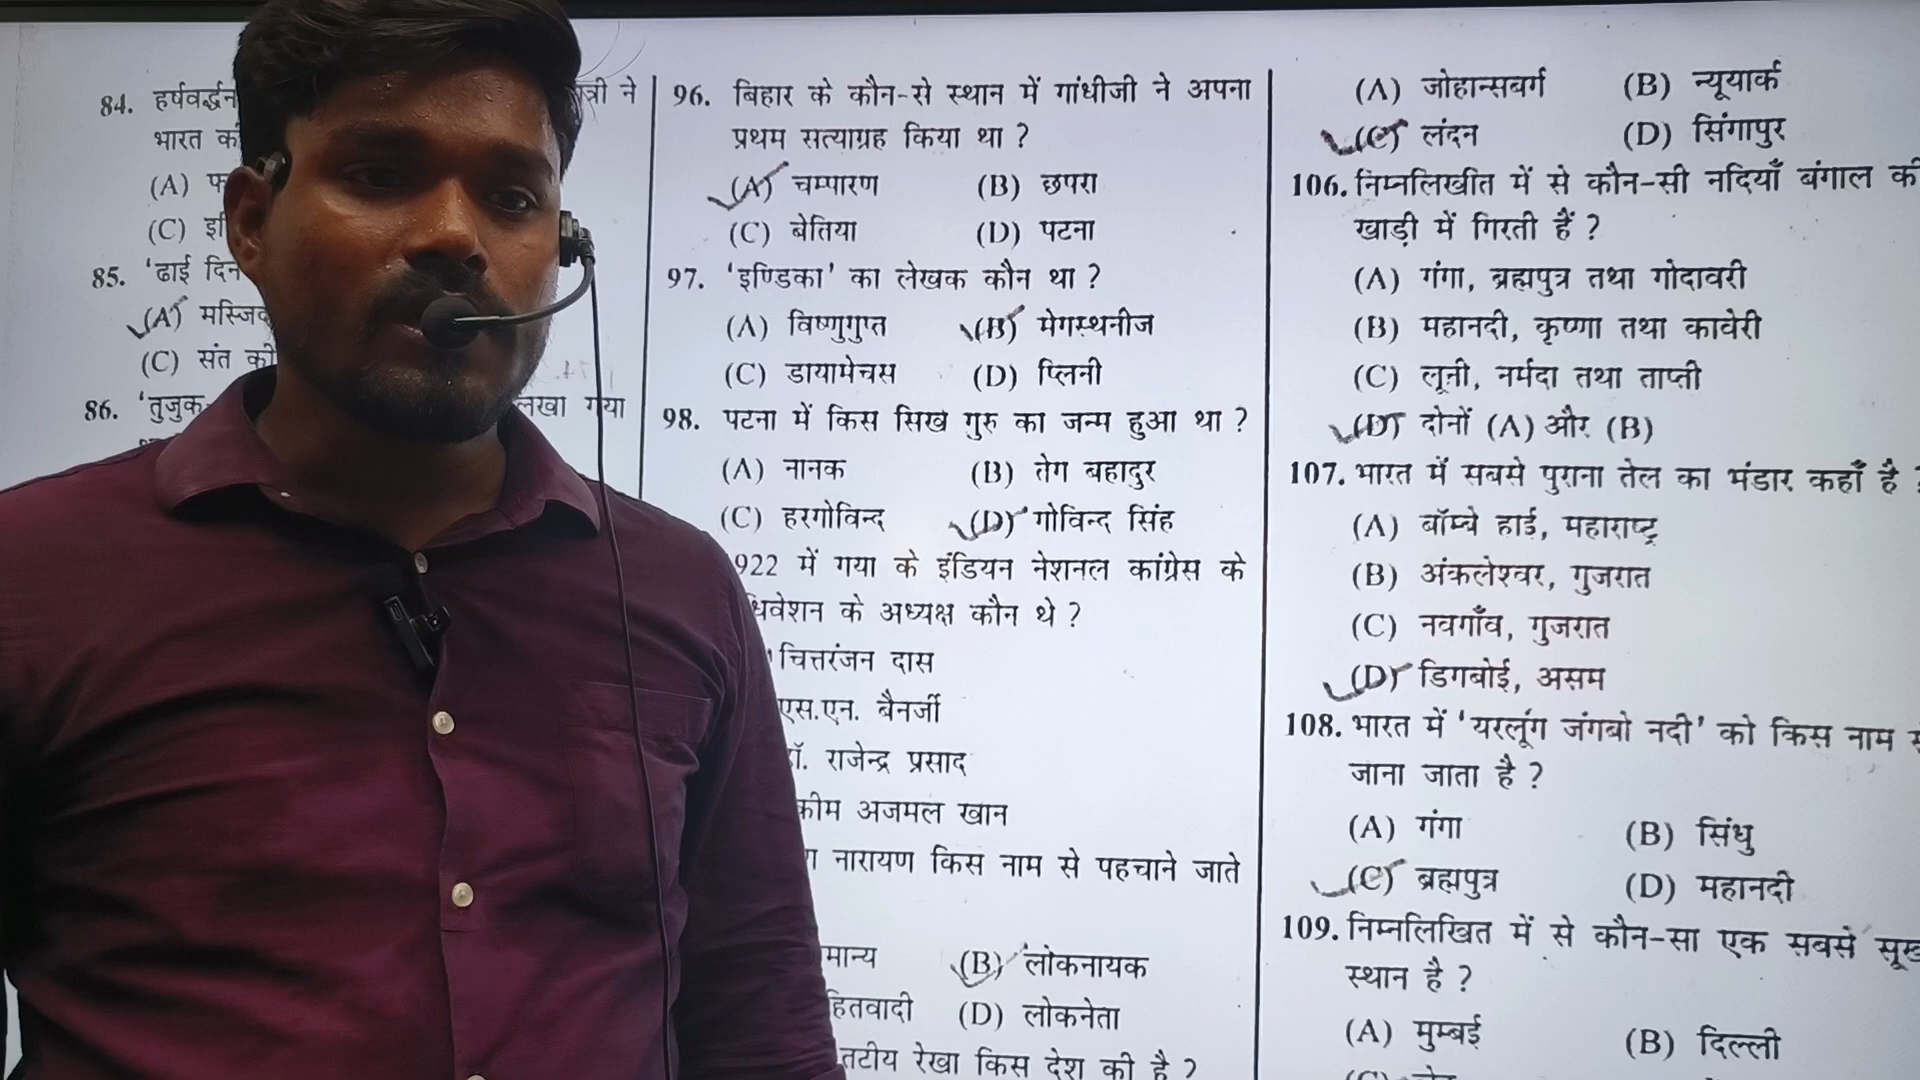 84. हर्षवर्द्धन
त्री ने
भारत
(A)
(C)
85. 'ढाई दिन
(A) मस्जिद
(C) संत
86. 'तुजुक
लिखा गया
96. बिहार के कौन-से स्थान में गांधीजी ने अपना
प्रथम सत्याग्रह किया था ?
(A) चम्पारण (B) छपरा
(C) बेतिया (D) पटना
97. 'इण्डिका' का लेखक कौन था ?
(A) विष्णुगुप्त (B) मेगस्थनीज
(C) डायामेचस (D) प्लिनी
98. पटना में किस सिख गुरु का जन्म हुआ था ?
(A) नानक (B) तेग बहादुर
(C) हरगोविन्द (D) गोविन्द सिंह
922 में गया के इंडियन नेशनल कांग्रेस के
धिवेशन के अध्यक्ष कौन थे ?
चित्तरंजन दास
एस.एन. बैनर्जी
डॉ. राजेन्द्र प्रसाद
कीम अजमल खान
नारायण किस नाम से पहचाने जाते
मान्य (B) लोकनायक
हितवादी (D) लोकनेता
तटीय रेखा किस देश की है ?
(A) जोहान्सबर्ग (B) न्यूयार्क
(C) लंदन (D) सिंगापुर
106. निम्नलिखीत में से कौन-सी नदियाँ बंगाल की
खाड़ी में गिरती हैं ?
(A) गंगा, ब्रह्मपुत्र तथा गोदावरी
(B) महानदी, कृष्णा तथा कावेरी
(C) लूनी, नर्मदा तथा ताप्ती
(D) दोनों (A) और (B)
107. भारत में सबसे पुराना तेल का भंडार कहाँ है ?
(A) बॉम्बे हाई, महाराष्ट्र
(B) अंकलेश्वर, गुजरात
(C) नवगाँव, गुजरात
(D) डिगबोई, असम
108. भारत में 'यरलूंग जंगबो नदी' को किस नाम
जाना जाता है ?
(A) गंगा (B) सिंधु
(C) ब्रह्मपुत्र (D) महानदी
109. निम्नलिखित में से कौन-सा एक सबसे सूख
स्थान है ?
(A) मुम्बई (B) दिल्ली